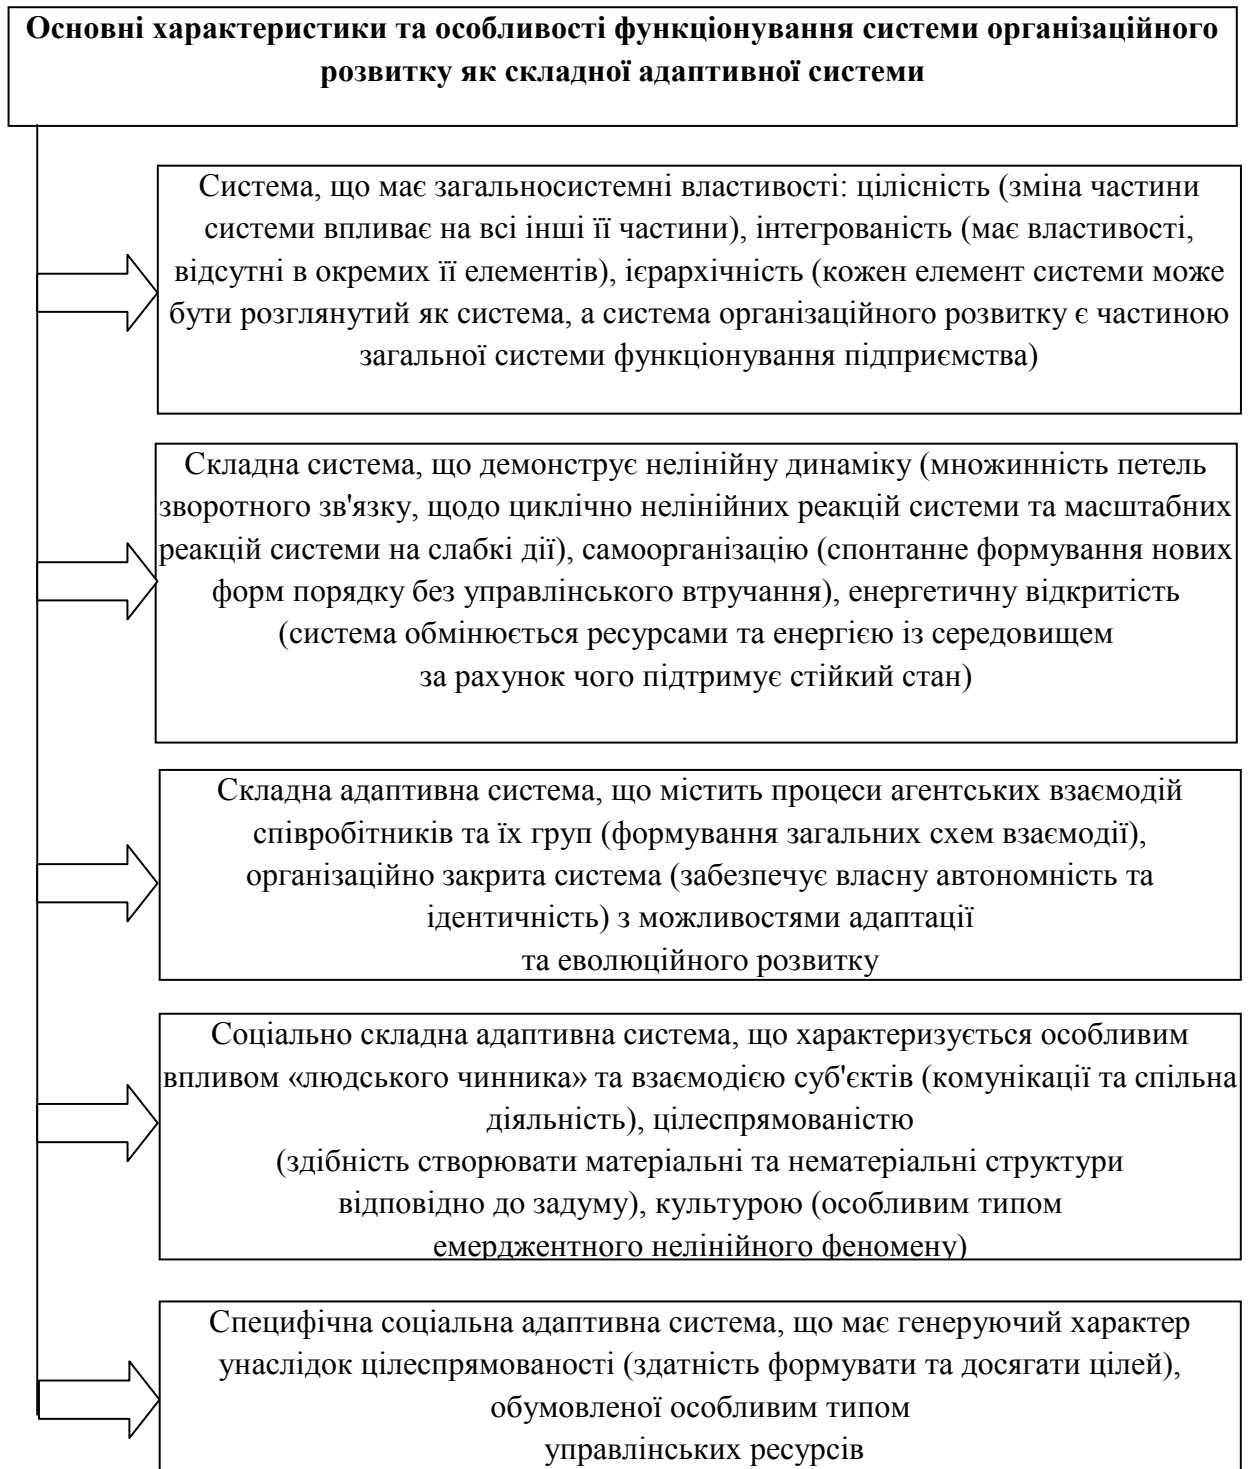 Основні характеристики та особливості функціонування системи організаційного
розвитку як складної адаптивної системи
Система, що має загальносистемні властивості: цілісність (зміна частини
системи впливає на всі інші її частини), інтегрованість (має властивості,
відсутні в окремих її елементів), ієрархічність (кожен елемент системи може
бути розглянутий як система, а система організаційного розвитку є частиною
загальної системи функціонування підприємства)
Складна система, що демонструє нелінійну динаміку (множинність петель
зворотного зв'язку, щодо циклічно нелінійних реакцій системи та масштабних
реакцій системи на слабкі дії), самоорганізацію (спонтанне формування нових
форм порядку без управлінського втручання), енергетичну відкритість
(система обмінюється ресурсами та енергією із середовищем
за рахунок чого підтримує стійкий стан)
Складна адаптивна система, що містить процеси агентських взаємодій
співробітників та їх груп (формування загальних схем взаємодії),
організаційно закрита система (забезпечує власну автономність та
ідентичність) з можливостями адаптації
та еволюційного розвитку
Соціально складна адаптивна система, що характеризується особливим
впливом «людського чинника» та взаємодією суб'єктів (комунікації та спільна
діяльність), цілеспрямованістю
(здібність створювати матеріальні та нематеріальні структури
відповідно до задуму), культурою (особливим типом
емерджентного нелінійного феномену)
Специфічна соціальна адаптивна система, що має генеруючий характер
унаслідок цілеспрямованості (здатність формувати та досягати цілей),
обумовленої особливим типом
управлінських ресурсів